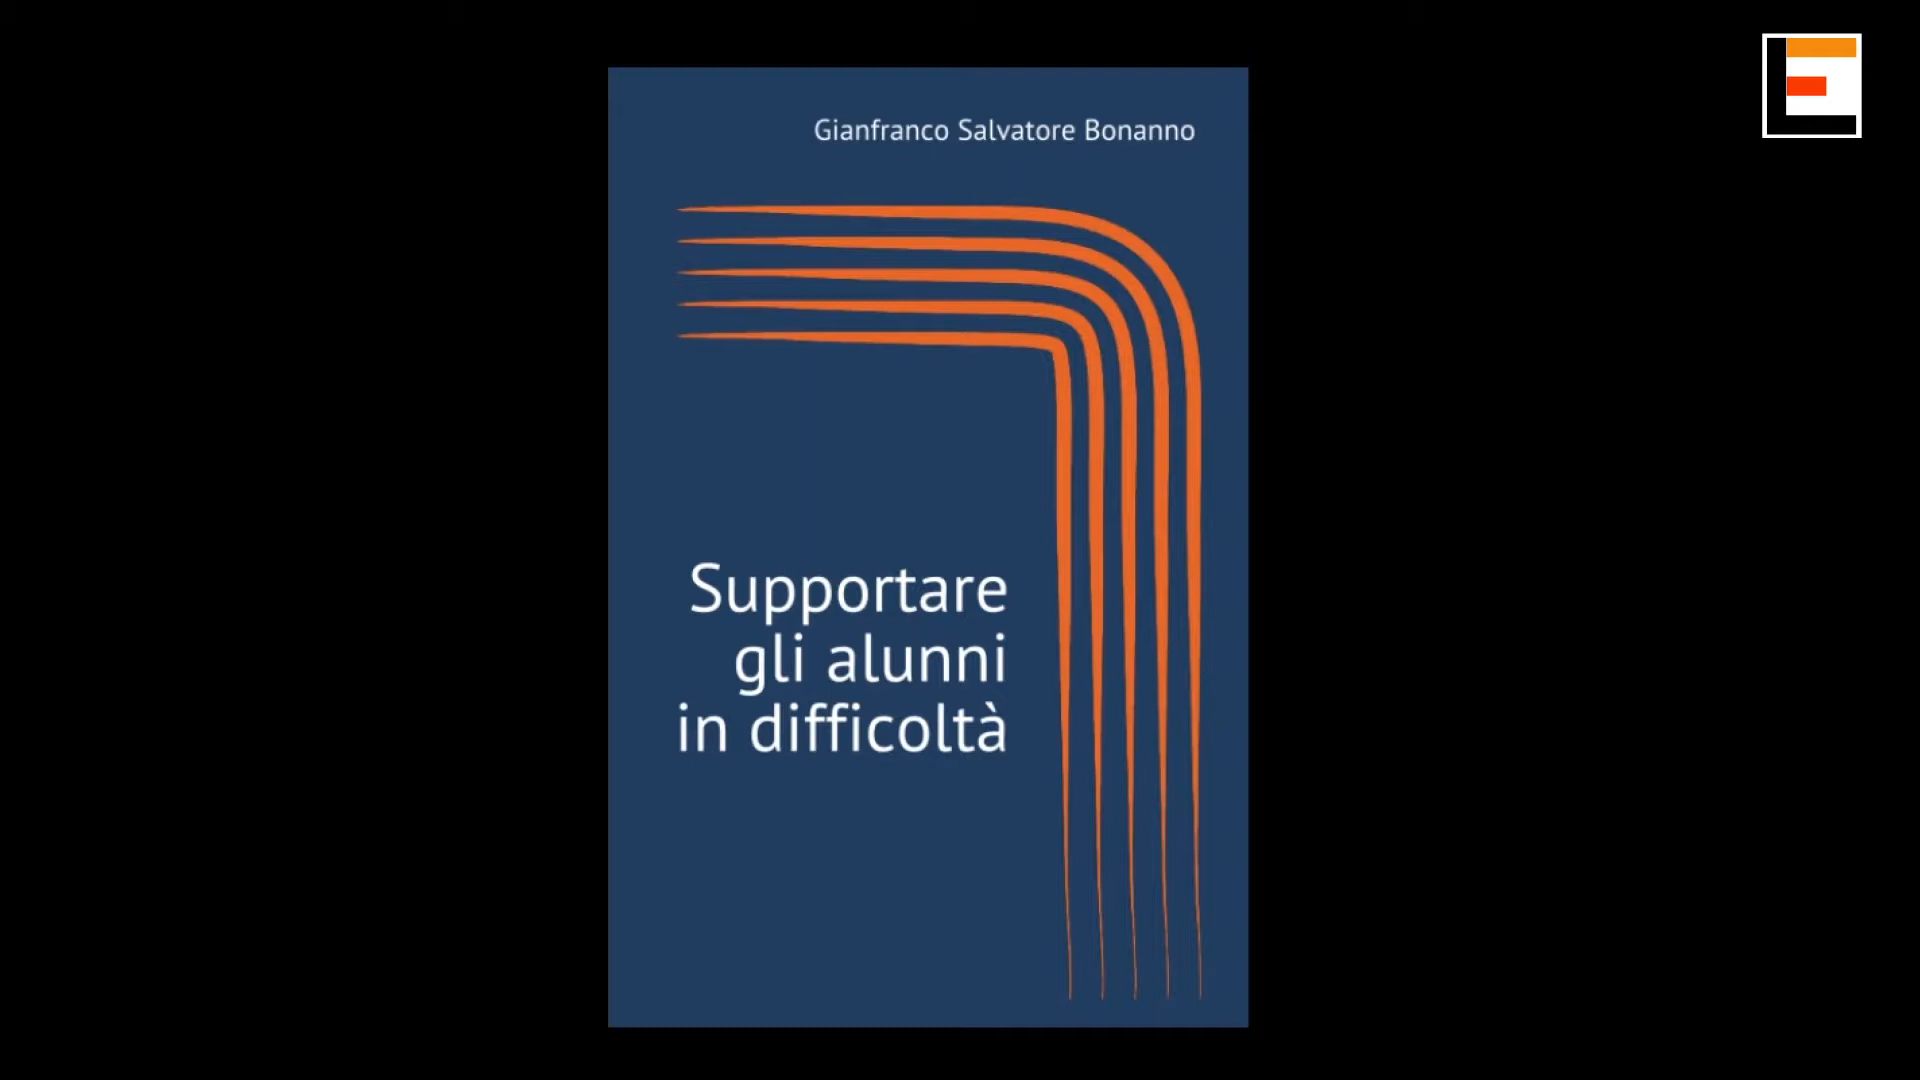 Gianfranco Salvatore Bonanno
Supportare
gli alunni
in difficoltà